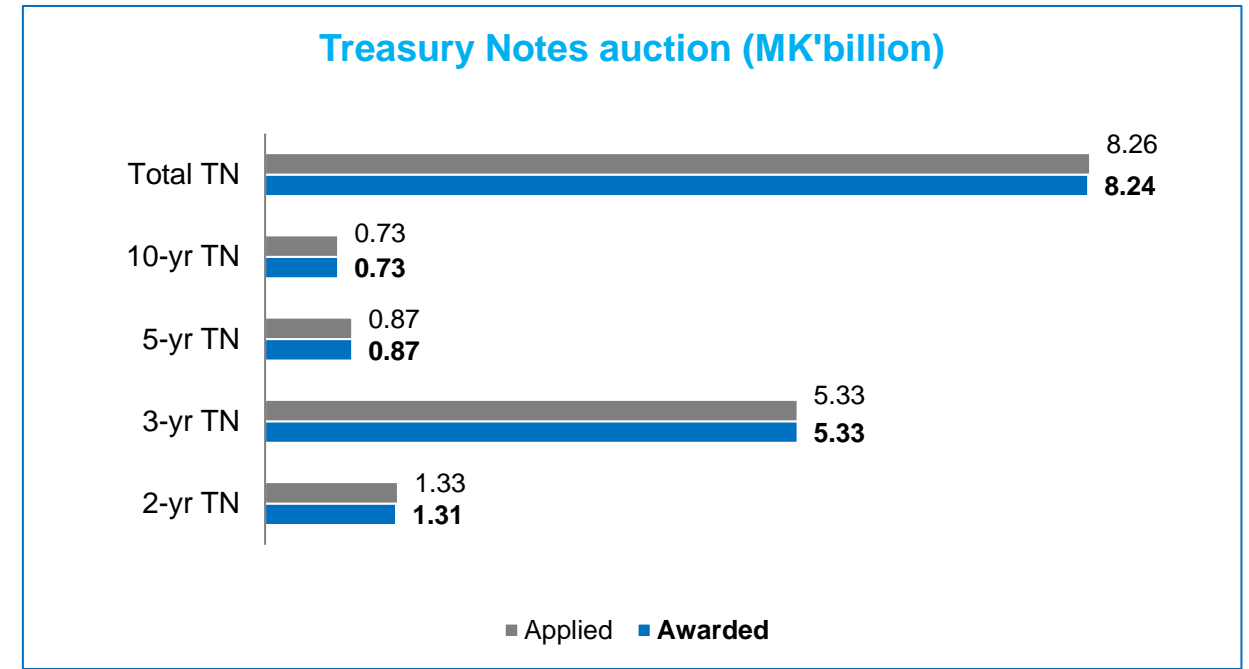 Treasury Notes auction (MK'billion)
Total TN
8.26
8.24
10-yr TN
0.73
0.73
5-yr TN
0.87
0.87
3-yr TN
5.33
5.33
2-yr TN
1.33
1.31
Applied Awarded